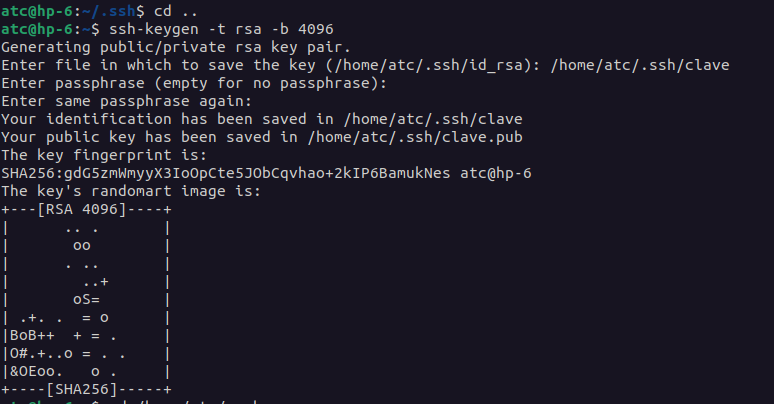 atc@hp-6:~/.ssh$ cd ..
atc@hp-6:~$ ssh-keygen -t rsa -b 4096
Generating public/private rsa key pair.
Enter file in which to save the key (/home/atc/.ssh/id_rsa): /home/atc/.ssh/clave
Enter passphrase (empty for no passphrase):
Enter same passphrase again:
Your identification has been saved in /home/atc/.ssh/clave
Your public key has been saved in /home/atc/.ssh/clave.pub
The key fingerprint is:
SHA256:gdG5zmWmyyX3IoOpCte5JObCqvhao+2kIP6BamukNes atc@hp-6
The key's randomart image is:
+---[RSA 4096]----+
|      .. .       |
|       oo        |
|      . ..       |
|        ..+      |
|       oS=       |
| .+. .  = o      |
|BoB++  + = .     |
|O#.+..o = . .    |
|&OEoo.   o .     |
+----[SHA256]-----+